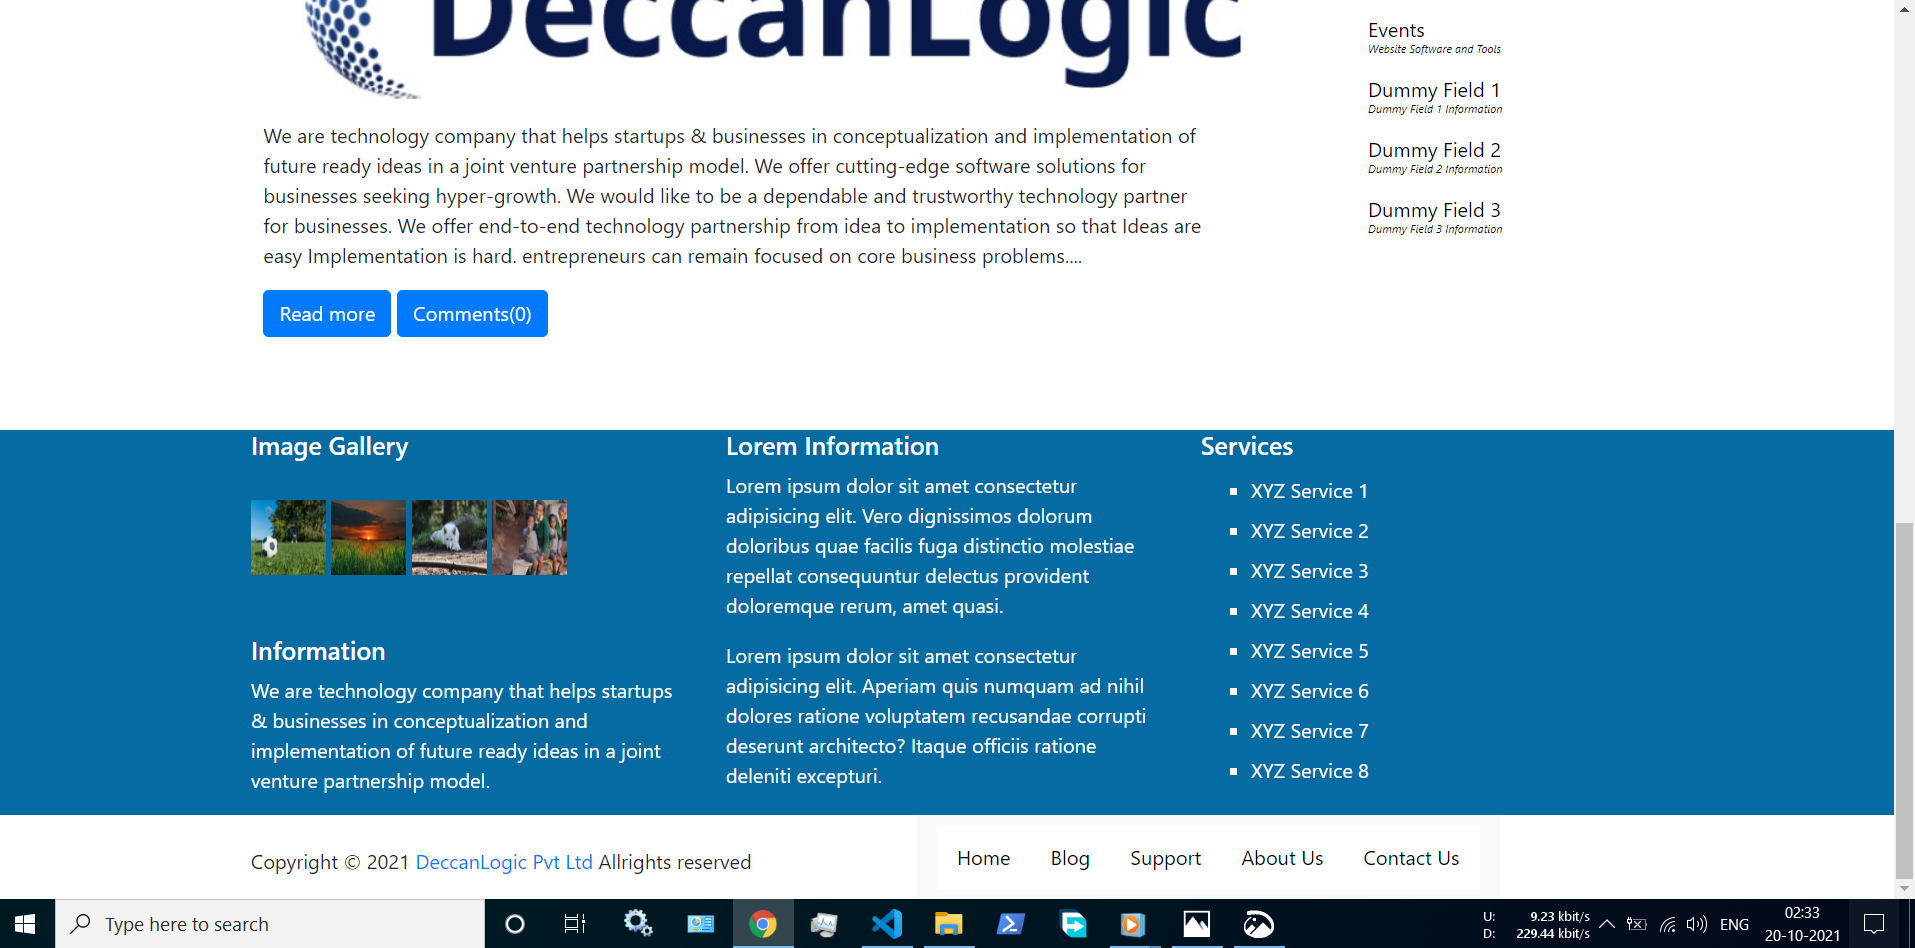 DeccanLogic
We are technology company that helps startups & businesses in conceptualization and implementation of
future ready ideas in a joint venture partnership model. We offer cutting-edge software solutions for
businesses seeking hyper-growth. We would like to be a dependable and trustworthy technology partner
for businesses. We offer end-to-end technology partnership from idea to implementation so that Ideas are
easy Implementation is hard. entrepreneurs can remain focused on core business problems....
Read more
Comments(0)
Events
Website Software and Tools
Dummy Field 1
Dummy Field 1 Information
Dummy Field 2
Dummy Field 2 Information
Dummy Field 3
Dummy Field 3 Information
Image Gallery
Information
We are technology company that helps startups
& businesses in conceptualization and
implementation of future ready ideas in a joint
venture partnership model.
Lorem Information
Lorem ipsum dolor sit amet consectetur
adipisicing elit. Vero dignissimos dolorum
doloribus quae facilis fuga distinctio molestiae
repellat consequuntur delectus provident
doloremque rerum, amet quasi.
Lorem ipsum dolor sit amet consectetur
adipisicing elit. Aperiam quis numquam ad nihil
dolores ratione voluptatem recusandae corrupti
deserunt architecto? Itaque officiis ratione
deleniti excepturi.
Services
XYZ Service 1
XYZ Service 2
XYZ Service 3
XYZ Service 4
XYZ Service 5
XYZ Service 6
XYZ Service 7
XYZ Service 8
Copyright © 2021 DeccanLogic Pvt Ltd Allrights reserved
Home Blog Support About Us Contact Us
Type here to search
U: 9.23 kbit/s
D: 229.44 kbit/s
ENG
02:33
20-10-2021